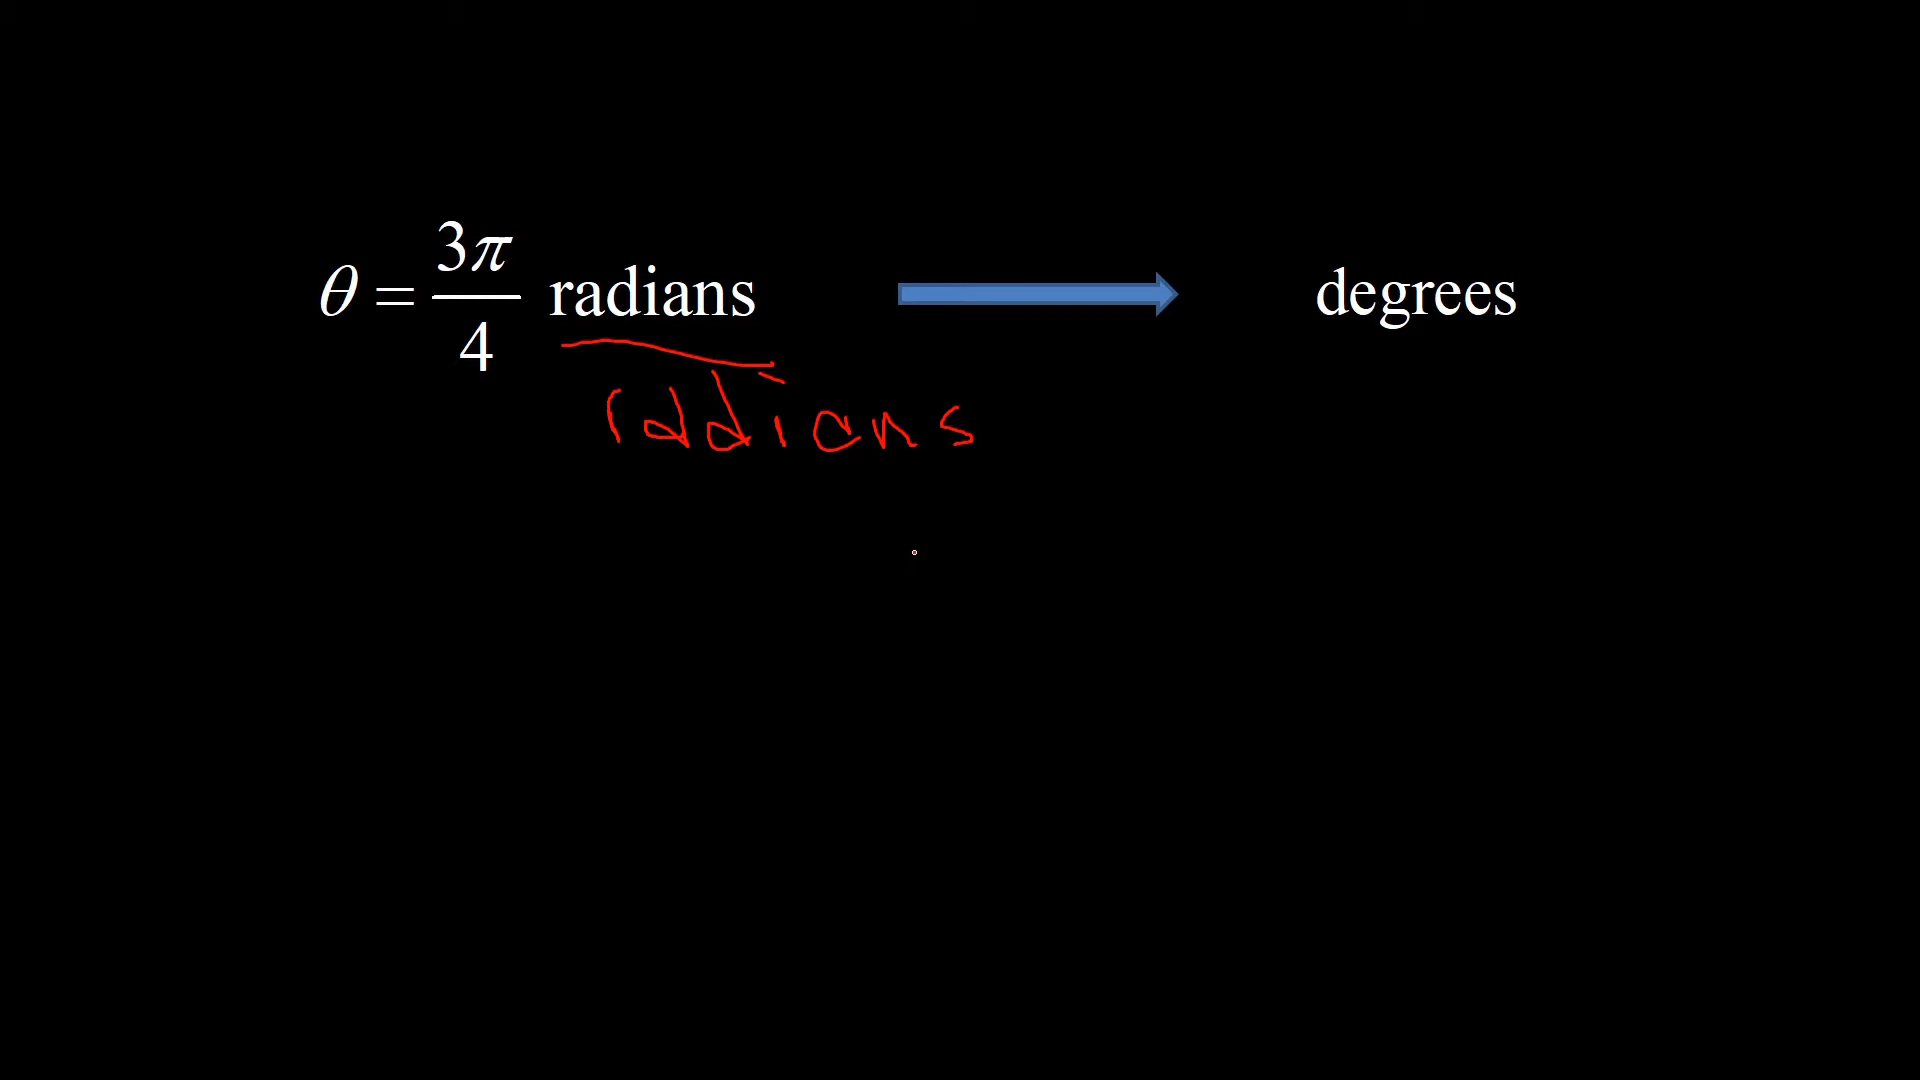 θ = 3π/4 radians degrees
radians